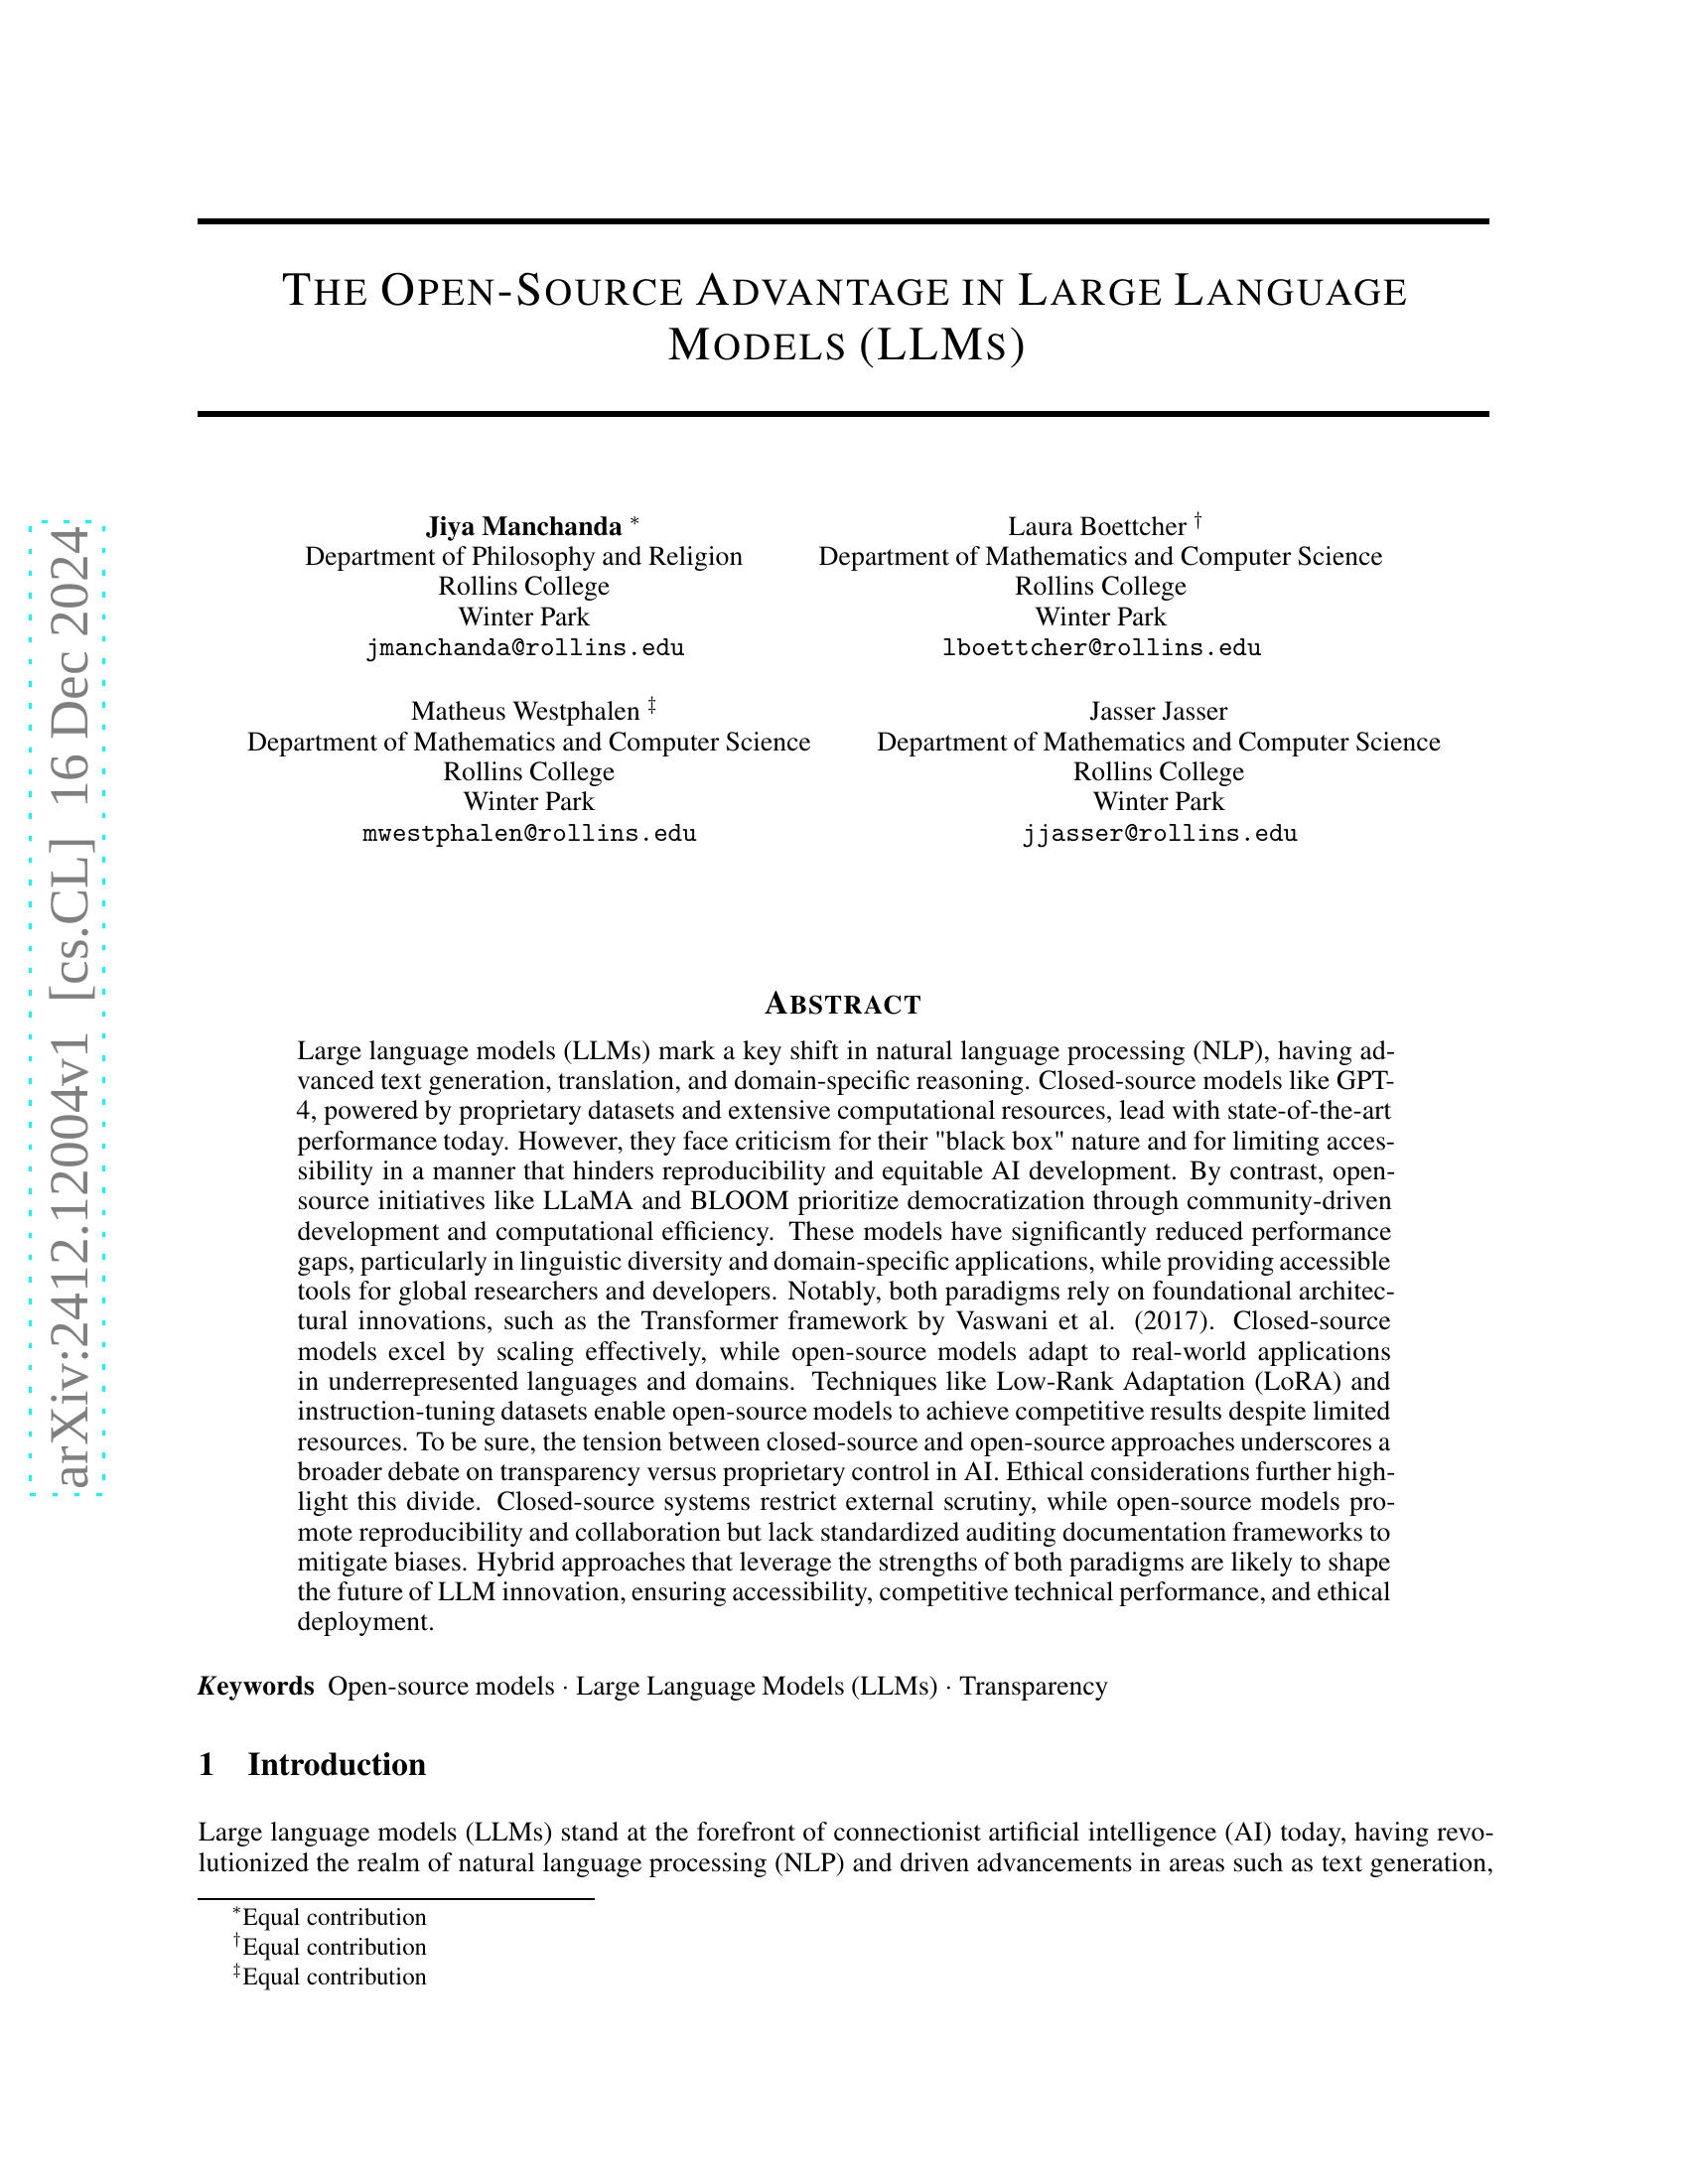 THE OPEN-SOURCE ADVANTAGE IN LARGE LANGUAGE
MODELS (LLMS)
Jiya Manchanda *
Department of Philosophy and Religion
Rollins College
Winter Park
jmanchanda@rollins.edu
Laura Boettcher †
Department of Mathematics and Computer Science
Rollins College
Winter Park
lboettcher@rollins.edu
Matheus Westphalen ‡
Department of Mathematics and Computer Science
Rollins College
Winter Park
mwestphalen@rollins.edu
Jasser Jasser
Department of Mathematics and Computer Science
Rollins College
Winter Park
jjasser@rollins.edu
arXiv:2412.12004v1 [cs.CL] 16 Dec 2024
ABSTRACT
Large language models (LLMs) mark a key shift in natural language processing (NLP), having ad-
vanced text generation, translation, and domain-specific reasoning. Closed-source models like GPT-
4, powered by proprietary datasets and extensive computational resources, lead with state-of-the-art
performance today. However, they face criticism for their "black box" nature and for limiting acces-
sibility in a manner that hinders reproducibility and equitable AI development. By contrast, open-
source initiatives like LLaMA and BLOOM prioritize democratization through community-driven
development and computational efficiency. These models have significantly reduced performance
gaps, particularly in linguistic diversity and domain-specific applications, while providing accessible
tools for global researchers and developers. Notably, both paradigms rely on foundational architec-
tural innovations, such as the Transformer framework by Vaswani et al. (2017). Closed-source
models excel by scaling effectively, while open-source models adapt to real-world applications
in underrepresented languages and domains. Techniques like Low-Rank Adaptation (LoRA) and
instruction-tuning datasets enable open-source models to achieve competitive results despite limited
resources. To be sure, the tension between closed-source and open-source approaches underscores a
broader debate on transparency versus proprietary control in AI. Ethical considerations further high-
light this divide. Closed-source systems restrict external scrutiny, while open-source models pro-
mote reproducibility and collaboration but lack standardized auditing documentation frameworks to
mitigate biases. Hybrid approaches that leverage the strengths of both paradigms are likely to shape
the future of LLM innovation, ensuring accessibility, competitive technical performance, and ethical
deployment.
Keywords Open-source models · Large Language Models (LLMs) · Transparency
1 Introduction
Large language models (LLMs) stand at the forefront of connectionist artificial intelligence (AI) today, having revo-
lutionized the realm of natural language processing (NLP) and driven advancements in areas such as text generation,
*Equal contribution
†Equal contribution
‡Equal contribution